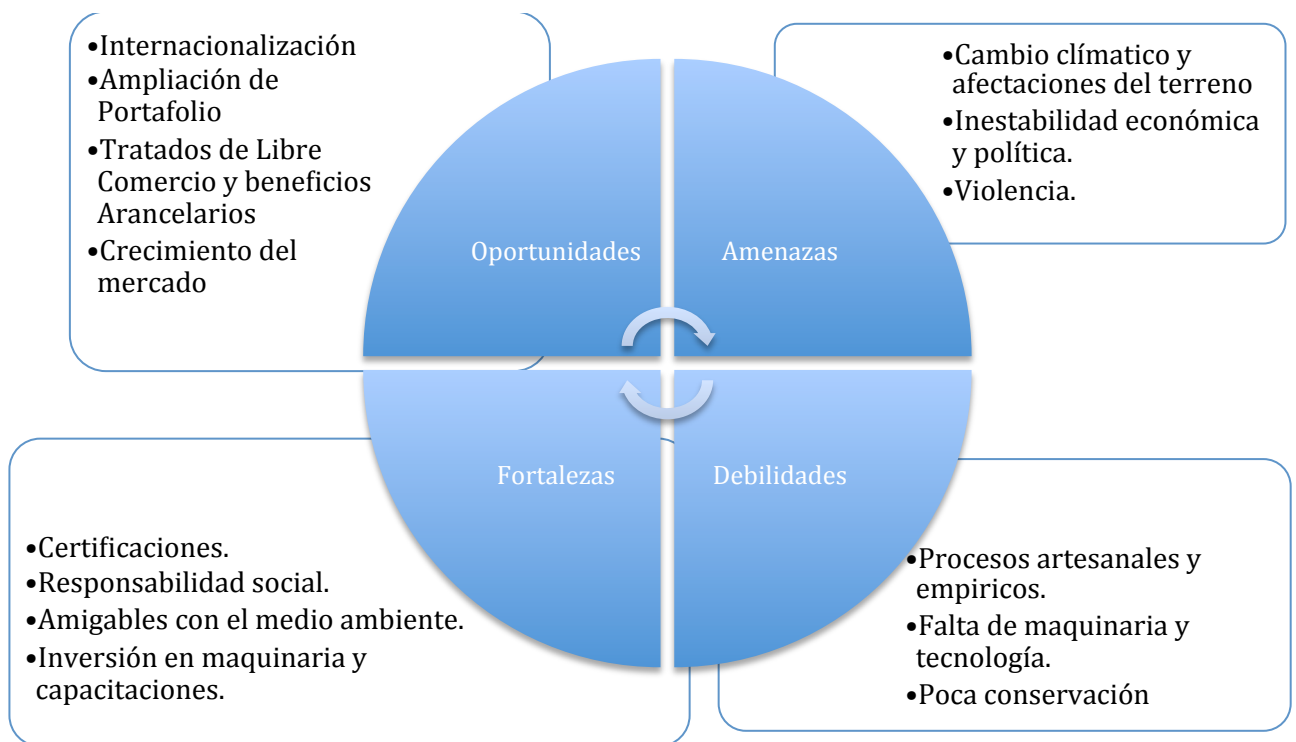 •Internacionalización
•Ampliación de
Portafolio
•Tratados de Libre
Comercio y beneficios
Arancelarios
•Crecimiento del
mercado
Oportunidades
Amenazas
•Cambio clímatico y
afectaciones del terreno
•Inestabilidad económica
y política.
•Violencia.
Fortalezas
Debilidades
•Certificaciones.
•Responsabilidad social.
•Amigables con el medio ambiente.
•Inversión en maquinaria y
capacitaciones.
•Procesos artesanales y
empiricos.
•Falta de maquinaria y
tecnología.
•Poca conservación